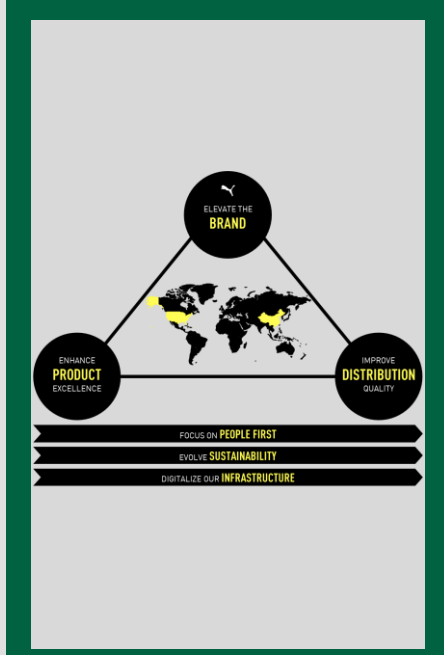 ELEVATE THE
BRAND
ENHANCE
PRODUCT
EXCELLENCE
IMPROVE
DISTRIBUTION
QUALITY
FOCUS ON PEOPLE FIRST
EVOLVE SUSTAINABILITY
DIGITALIZE OUR INFRASTRUCTURE